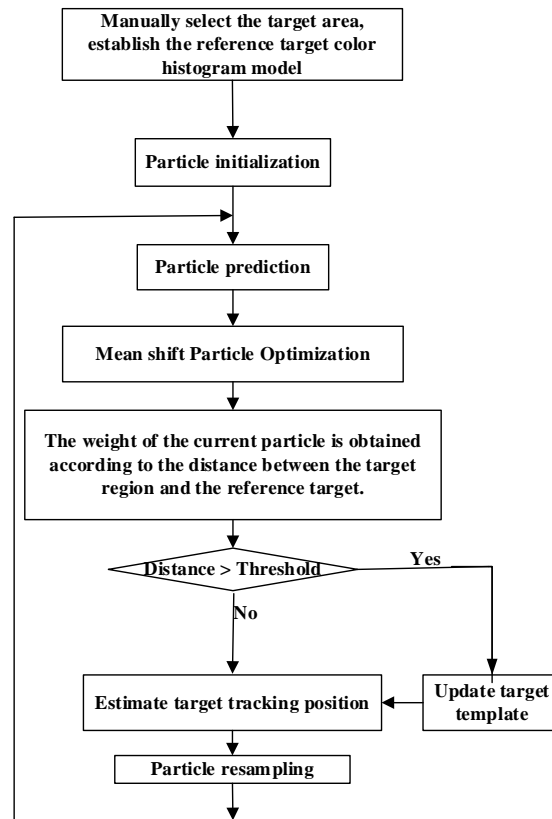 Manually select the target area,
establish the reference target color
histogram model
Particle initialization
Particle prediction
Mean shift Particle Optimization
The weight of the current particle is obtained
according to the distance between the target
region and the reference target.
Distance > Threshold
Yes
No
Estimate target tracking position
Update target
template
Particle resampling